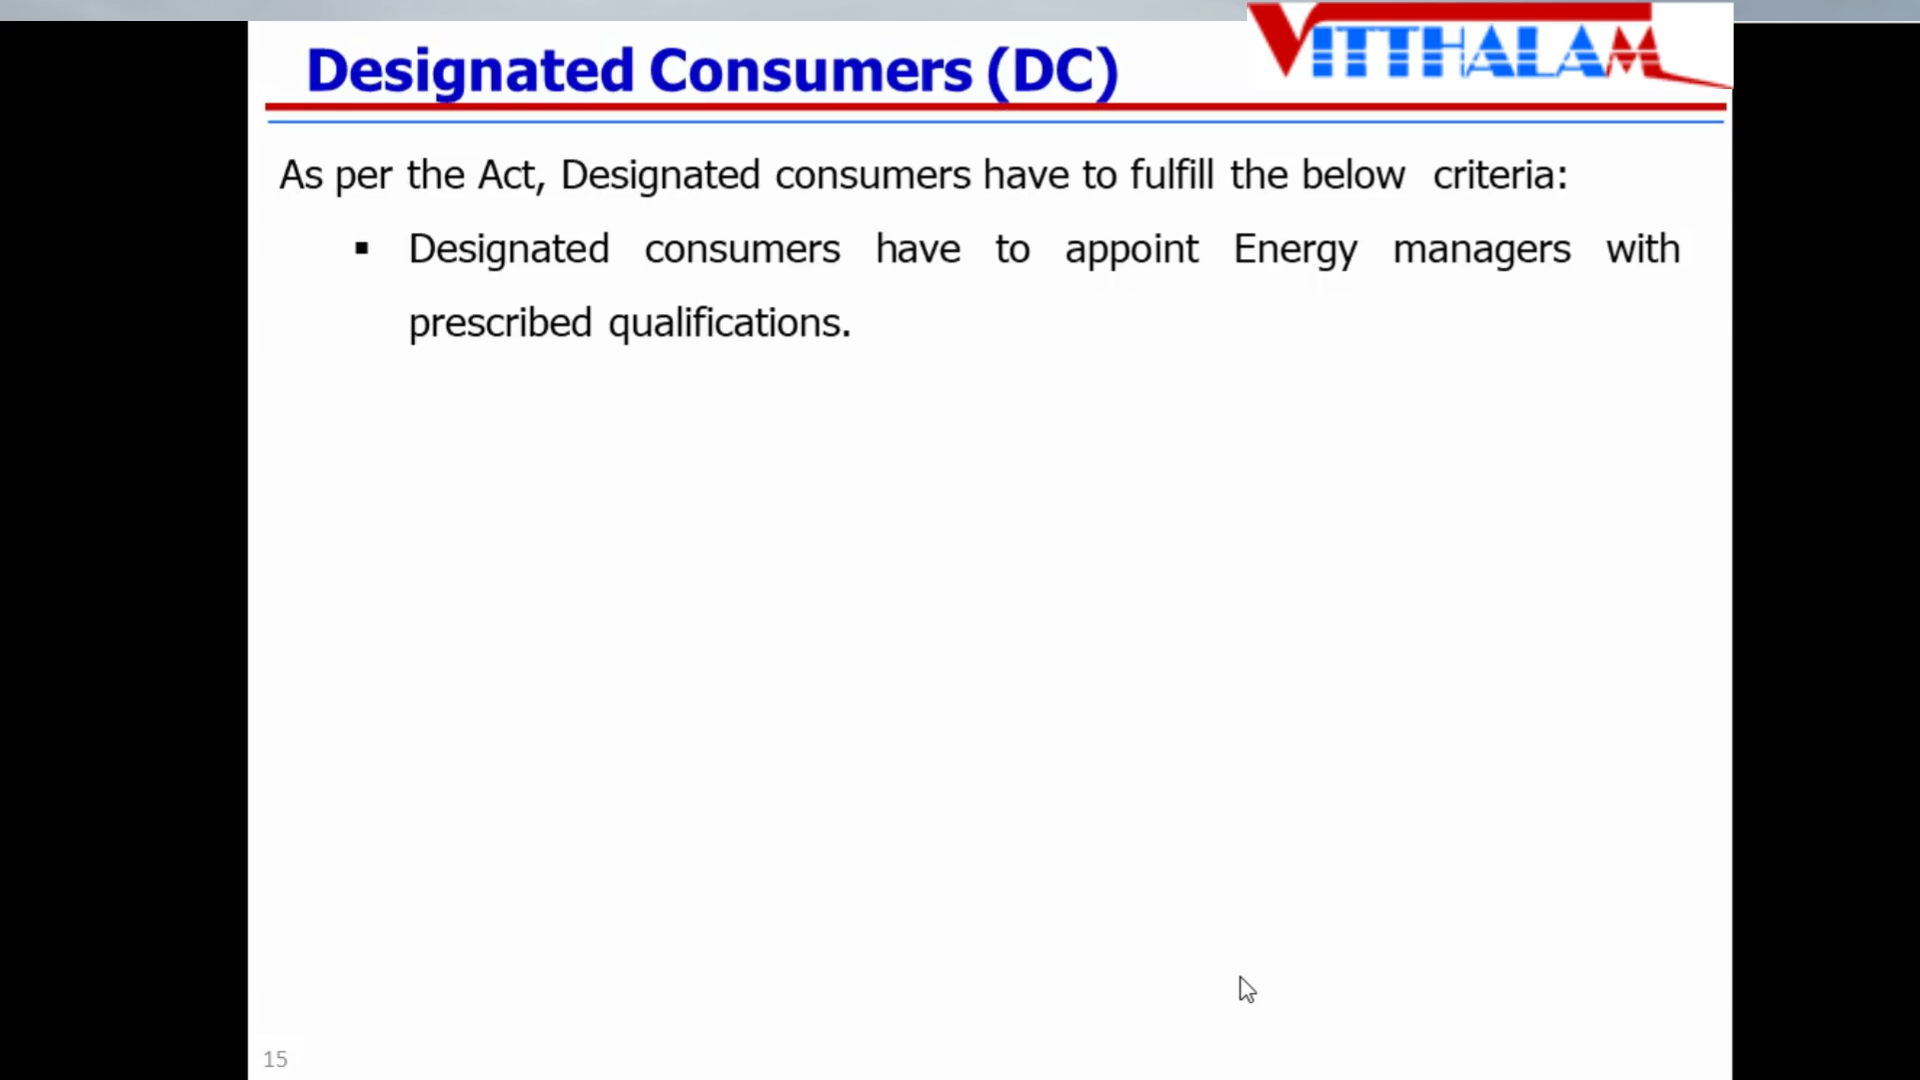 VITTHALAM
Designated Consumers (DC)
As per the Act, Designated consumers have to fulfill the below criteria:
▪ Designated consumers have to appoint Energy managers with
prescribed qualifications.
15